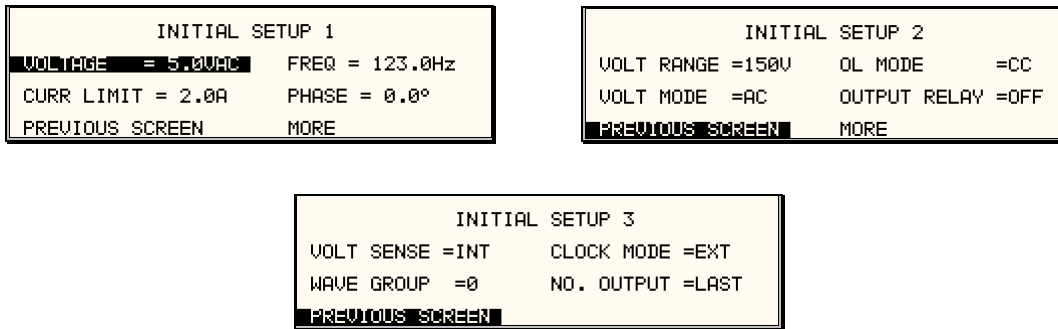 INITIAL SETUP 1
VOLTAGE = 5.0VAC FREQ = 123.0Hz
CURR LIMIT = 2.0A PHASE = 0.0°
PREVIOUS SCREEN MORE
INITIAL SETUP 2
VOLT RANGE =150V OL MODE =CC
VOLT MODE =AC OUTPUT RELAY =OFF
PREVIOUS SCREEN MORE
INITIAL SETUP 3
VOLT SENSE =INT CLOCK MODE =EXT
WAVE GROUP =0 NO. OUTPUT =LAST
PREVIOUS SCREEN